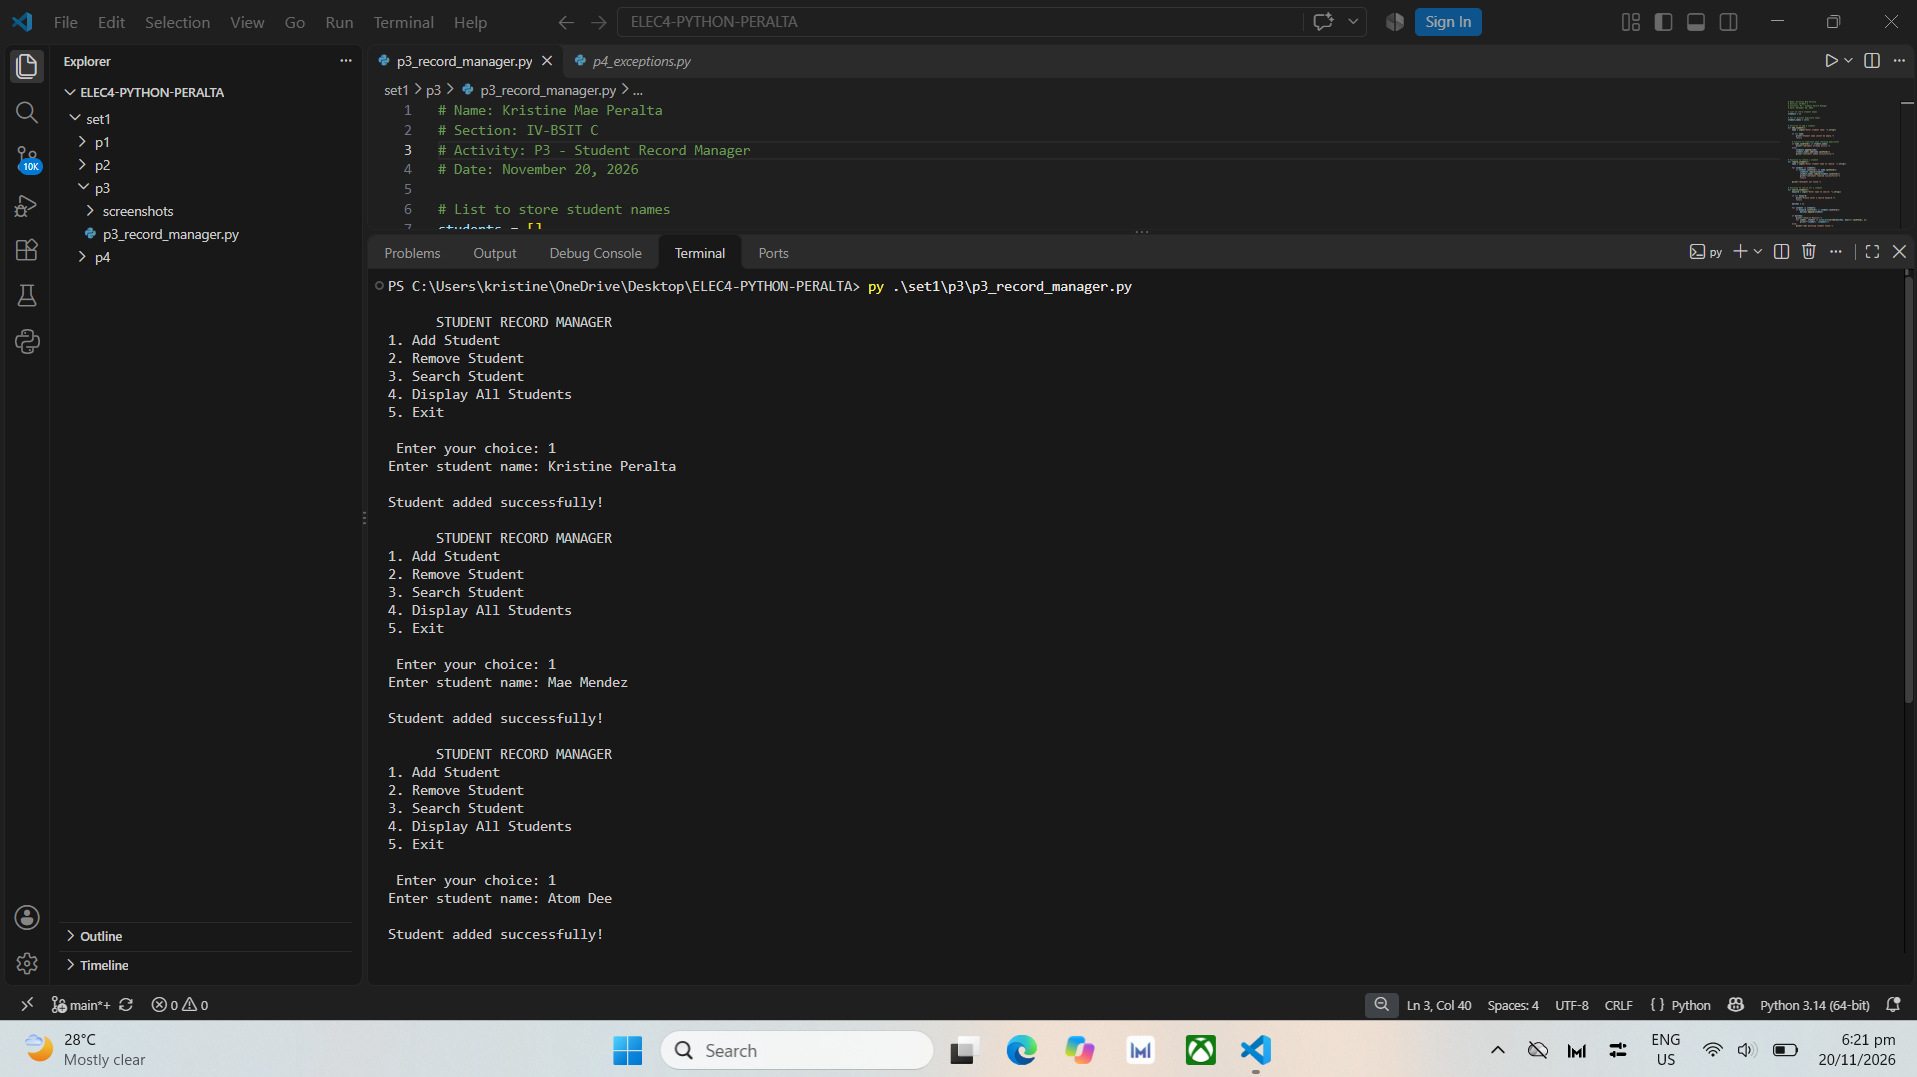 File Edit Selection View Go Run Terminal Help
ELEC4-PYTHON-PERALTA
Sign In
Explorer
ELEC4-PYTHON-PERALTA
set1
p1
p2
p3
screenshots
p3_record_manager.py
p4
10K
Outline
Timeline
p3_record_manager.py
p4_exceptions.py
set1 > p3 > p3_record_manager.py > ...
1 # Name: Kristine Mae Peralta
2 # Section: IV-BSIT C
3 # Activity: P3 - Student Record Manager
4 # Date: November 20, 2026
5
6 # List to store student names
7 students = []
Problems Output Debug Console Terminal Ports
py
PS C:\Users\kristine\OneDrive\Desktop\ELEC4-PYTHON-PERALTA> py .\set1\p3\p3_record_manager.py
STUDENT RECORD MANAGER
1. Add Student
2. Remove Student
3. Search Student
4. Display All Students
5. Exit
Enter your choice: 1
Enter student name: Kristine Peralta
Student added successfully!
STUDENT RECORD MANAGER
1. Add Student
2. Remove Student
3. Search Student
4. Display All Students
5. Exit
Enter your choice: 1
Enter student name: Mae Mendez
Student added successfully!
STUDENT RECORD MANAGER
1. Add Student
2. Remove Student
3. Search Student
4. Display All Students
5. Exit
Enter your choice: 1
Enter student name: Atom Dee
Student added successfully!
main*+ 0 0
Ln 3, Col 40 Spaces: 4 UTF-8 CRLF { } Python Python 3.14 (64-bit)
28°C
Mostly clear
Search
ENG
US
6:21 pm
20/11/2026